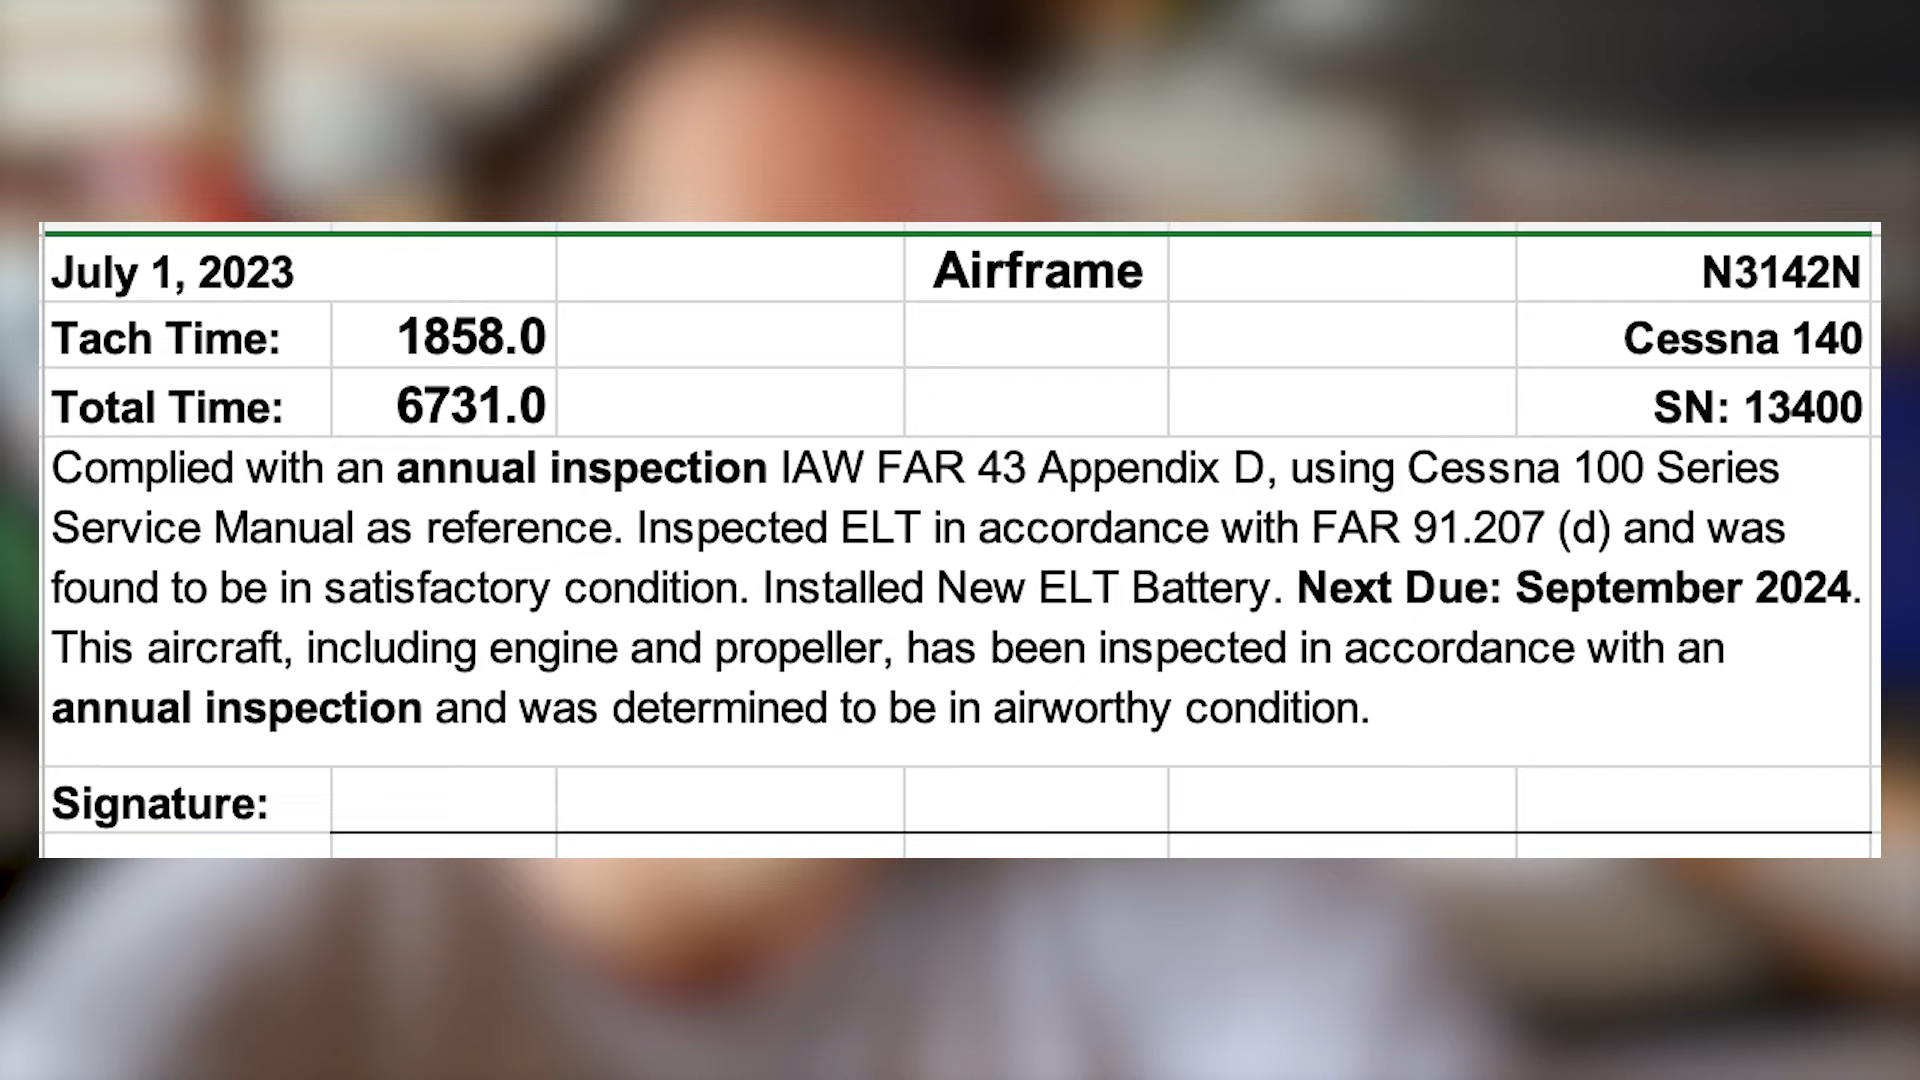 July 1, 2023 Airframe N3142N
Tach Time: 1858.0 Cessna 140
Total Time: 6731.0 SN: 13400
Complied with an annual inspection IAW FAR 43 Appendix D, using Cessna 100 Series
Service Manual as reference. Inspected ELT in accordance with FAR 91.207 (d) and was
found to be in satisfactory condition. Installed New ELT Battery. Next Due: September 2024.
This aircraft, including engine and propeller, has been inspected in accordance with an
annual inspection and was determined to be in airworthy condition.
Signature: